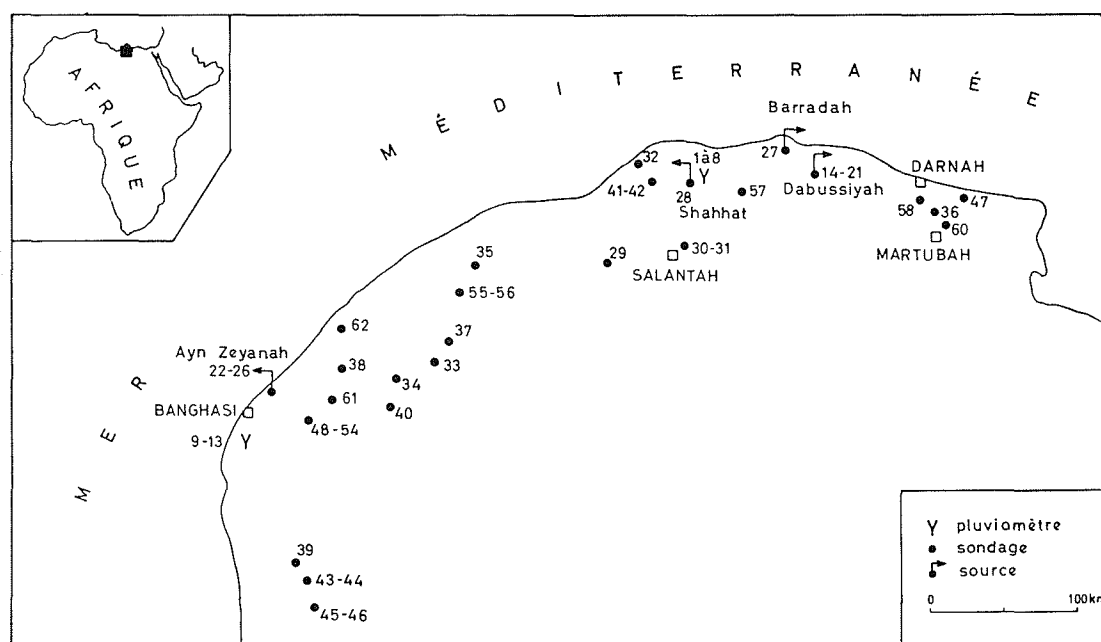 AFRIQUE
MER MÉDITERRANÉE
Barradah
27
32
1à8
Y
14-21
DARNAH
41-42
28
57
Dabussiyah
47
Shahhat
58
36
60
35
29
30-31
MARTUBAH
SALANTAH
55-56
62
37
Ayn Zeyanah
22-26
38
33
34
BANGHASI
61
40
9-13
Y
48-54
39
43-44
45-46
Y pluviomètre
sondage
source
0 100km